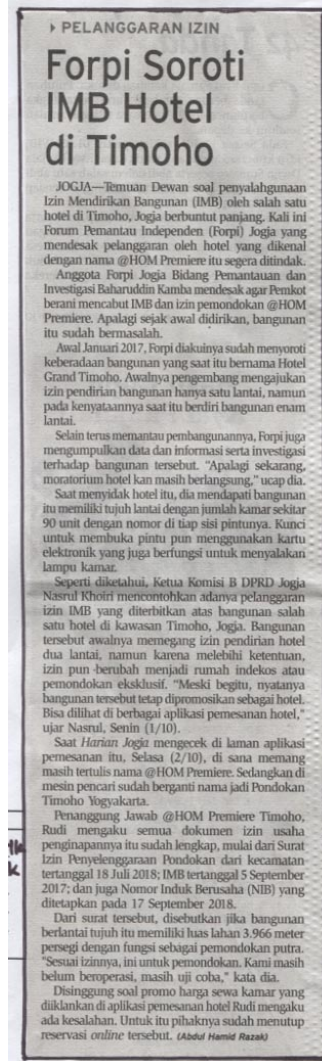 ▸ PELANGGARAN IZIN
Forpi Soroti
IMB Hotel
di Timoho
JOGJA—Temuan Dewan soal penyalahgunaan
Izin Mendirikan Bangunan (IMB) oleh salah satu
hotel di Timoho, Jogja berbuntut panjang. Kali ini
Forum Pemantau Independen (Forpi) Jogja yang
mendesak pelanggaran oleh hotel yang dikenal
dengan nama @HOM Premiere itu segera ditindak.
Anggota Forpi Jogja Bidang Pemantauan dan
Investigasi Baharuddin Kamba mendesak agar Pemkot
berani mencabut IMB dan izin pemondokan @HOM
Premiere. Apalagi sejak awal didirikan, bangunan
itu sudah bermasalah.
Awal Januari 2017, Forpi diakuinya sudah menyoroti
keberadaan bangunan yang saat itu bernama Hotel
Grand Timoho. Awalnya pengembang mengajukan
izin pendirian bangunan hanya satu lantai, namun
pada kenyataannya saat itu berdiri bangunan enam
lantai.
Selain terus memantau pembangunannya, Forpi juga
mengumpulkan data dan informasi serta investigasi
terhadap bangunan tersebut. "Apalagi sekarang,
moratorium hotel kan masih berlangsung," ucap dia.
Saat menyidak hotel itu, dia mendapati bangunan
itu memiliki tujuh lantai dengan jumlah kamar sekitar
90 unit dengan nomor di tiap sisi pintunya. Kunci
untuk membuka pintu pun menggunakan kartu
elektronik yang juga berfungsi untuk menyalakan
lampu kamar.
Seperti diketahui, Ketua Komisi B DPRD Jogja
Nasrul Khoiri mencontohkan adanya pelanggaran
izin IMB yang diterbitkan atas bangunan salah
satu hotel di kawasan Timoho, Jogja. Bangunan
tersebut awalnya memegang izin pendirian hotel
dua lantai, namun karena melebihi ketentuan,
izin pun berubah menjadi rumah indekos atau
pemondokan eksklusif. "Meski begitu, nyatanya
bangunan tersebut tetap dipromosikan sebagai hotel.
Bisa dilihat di berbagai aplikasi pemesanan hotel,"
ujar Nasrul, Senin (1/10).
Saat Harian Jogja mengecek di laman aplikasi
pemesanan itu, Selasa (2/10), di sana memang
masih tertulis nama @HOM Premiere. Sedangkan di
mesin pencari sudah berganti nama jadi Pondokan
Timoho Yogyakarta.
Penanggung Jawab @HOM Premiere Timoho,
Rudi mengaku semua dokumen izin usaha
penginapannya itu sudah lengkap, mulai dari Surat
Izin Penyelenggaraan Pondokan dari kecamatan
tertanggal 18 Juli 2018; IMB tertanggal 5 September
2017; dan juga Nomor Induk Berusaha (NIB) yang
ditetapkan pada 17 September 2018.
Dari surat tersebut, disebutkan jika bangunan
berlantai tujuh itu memiliki luas lahan 3.966 meter
persegi dengan fungsi sebagai pemondokan putra.
"Sesuai izinnya, ini untuk pemondokan. Kami masih
belum beroperasi, masih uji coba," kata dia.
Disinggung soal promo harga sewa kamar yang
diiklankan di aplikasi pemesanan hotel Rudi mengaku
ada kesalahan. Untuk itu pihaknya sudah menutup
reservasi online tersebut. (Abdul Hamid Razak)